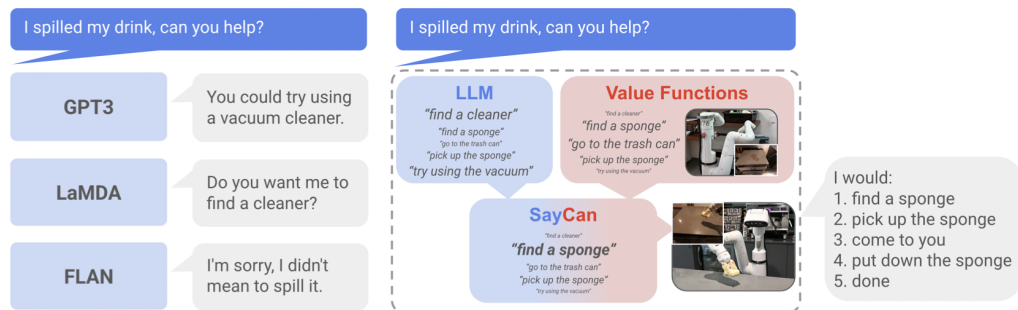 I spilled my drink, can you help?
GPT3
You could try using
a vacuum cleaner.
LaMDA
Do you want me to
find a cleaner?
FLAN
I'm sorry, I didn't
mean to spill it.
I spilled my drink, can you help?
LLM
“find a cleaner”
“find a sponge”
“go to the trash can”
“pick up the sponge”
“try using the vacuum”
Value Functions
“find a cleaner”
“find a sponge”
“go to the trash can”
“pick up the sponge”
“try using the vacuum”
SayCan
“find a cleaner”
“find a sponge”
“go to the trash can”
“pick up the sponge”
“try using the vacuum”
I would:
1. find a sponge
2. pick up the sponge
3. come to you
4. put down the sponge
5. done